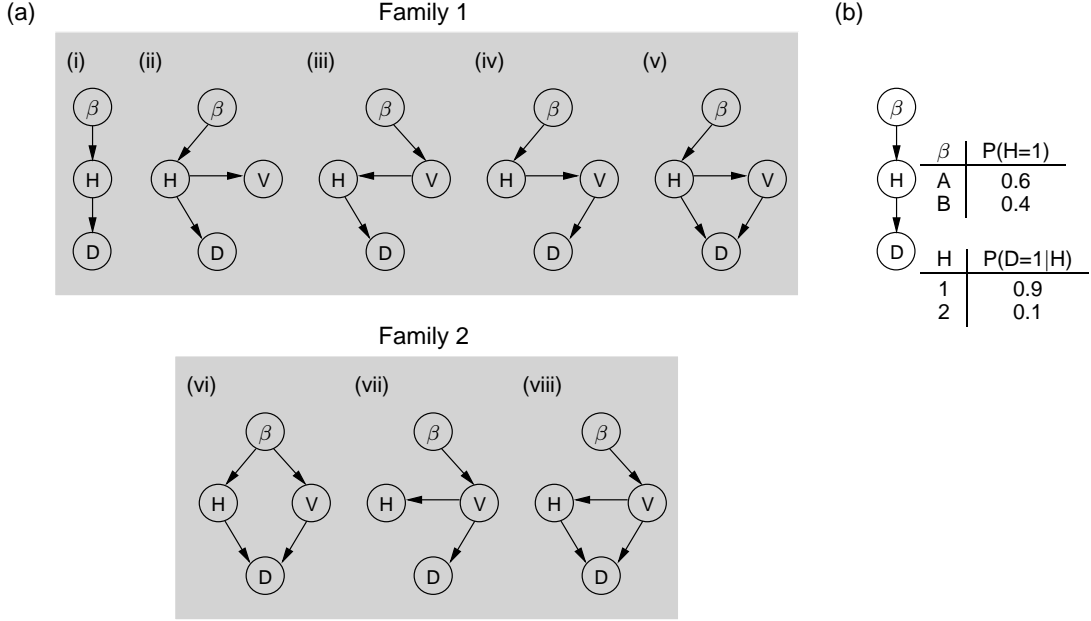 (a)
Family 1
(b)
(i) (ii) (iii) (iv) (v)
β β β β β
H H V H V H V H V
D D D D D
β
H
D
β P(H=1)
A 0.6
B 0.4
H P(D=1|H)
1 0.9
2 0.1
Family 2
(vi) (vii) (viii)
β β β
H V H V H V
D D D